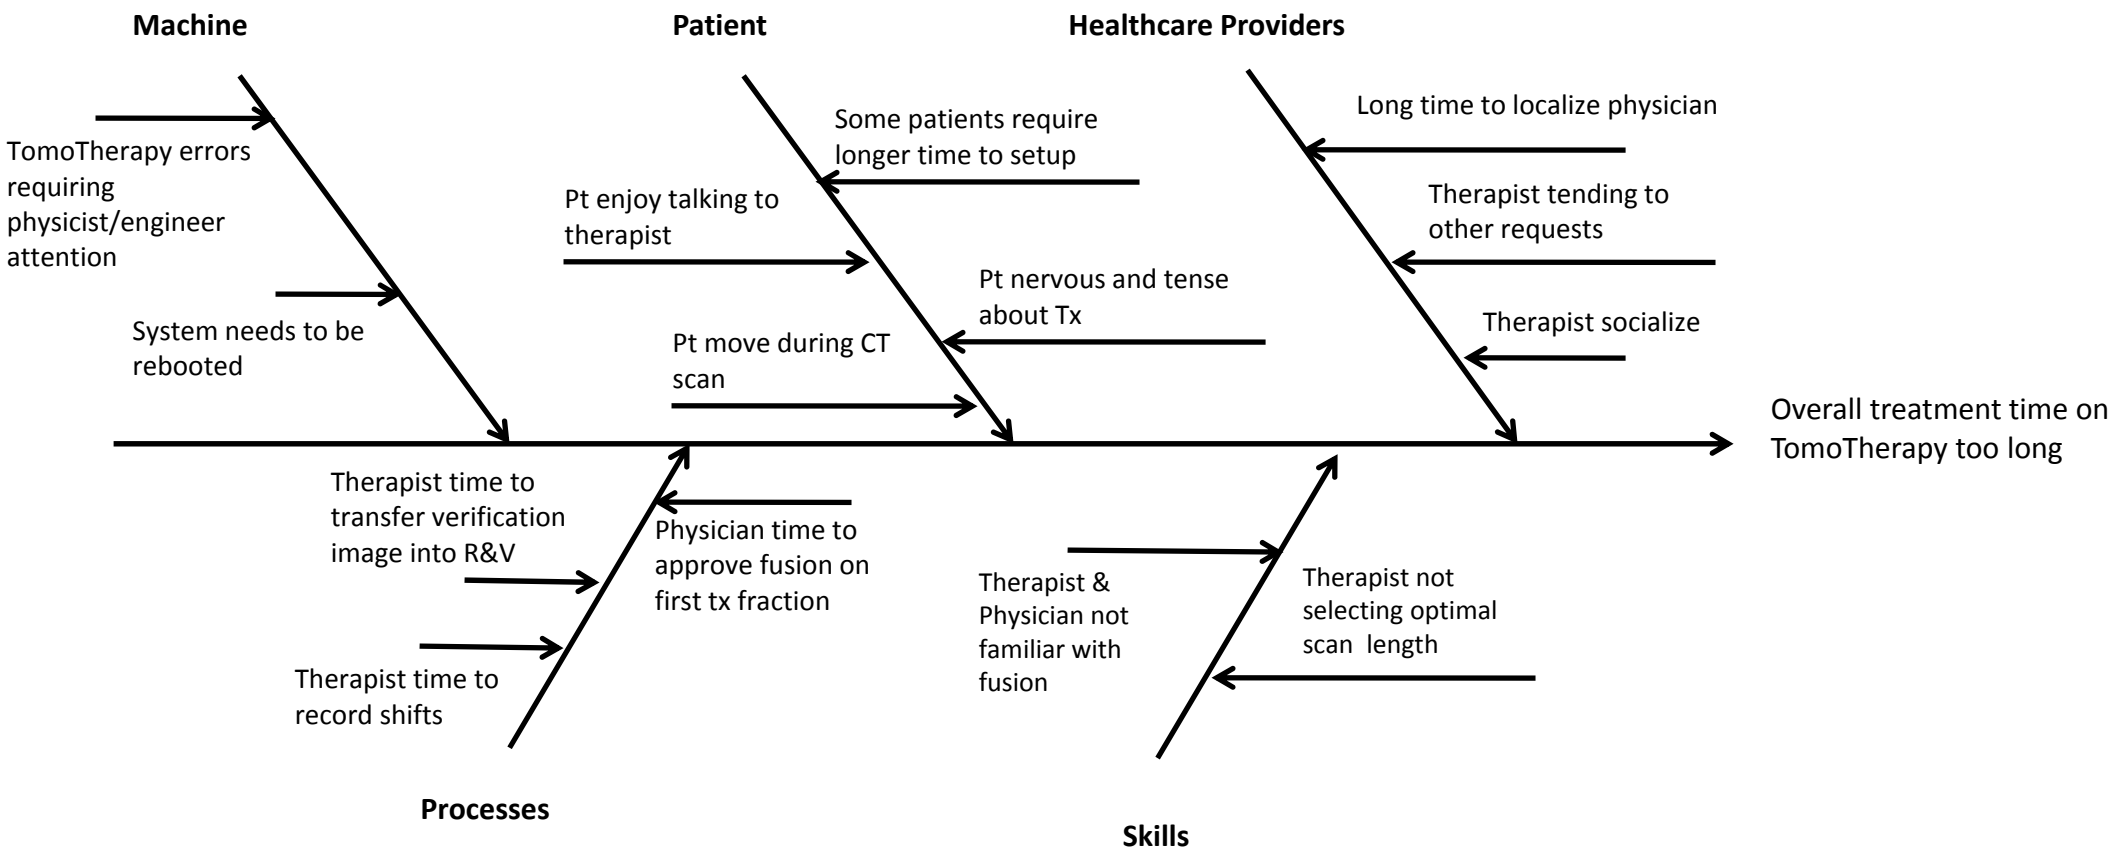 Machine
Patient
Healthcare Providers
TomoTherapy errors
requiring
physicist/engineer
attention
System needs to be
rebooted
Some patients require
longer time to setup
Pt enjoy talking to
therapist
Pt nervous and tense
about Tx
Pt move during CT
scan
Long time to localize physician
Therapist tending to
other requests
Therapist socialize
Overall treatment time on
TomoTherapy too long
Therapist time to
transfer verification
image into R&V
Physician time to
approve fusion on
first tx fraction
Therapist time to
record shifts
Therapist &
Physician not
familiar with
fusion
Therapist not
selecting optimal
scan length
Processes
Skills